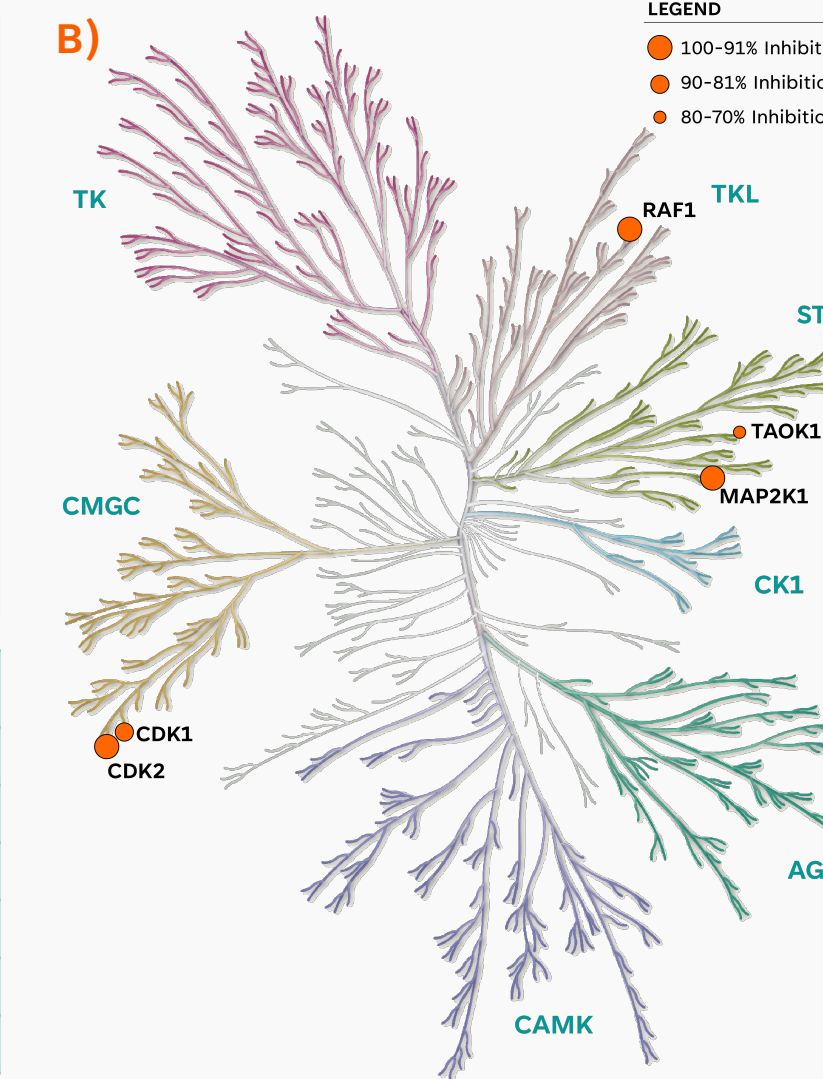 B)
LEGEND
100-91% Inhibit
90-81% Inhibitio
80-70% Inhibitio
TK
TKL
RAF1
ST
TAOK1
MAP2K1
CMGC
CK1
CDK1
CDK2
AG
CAMK